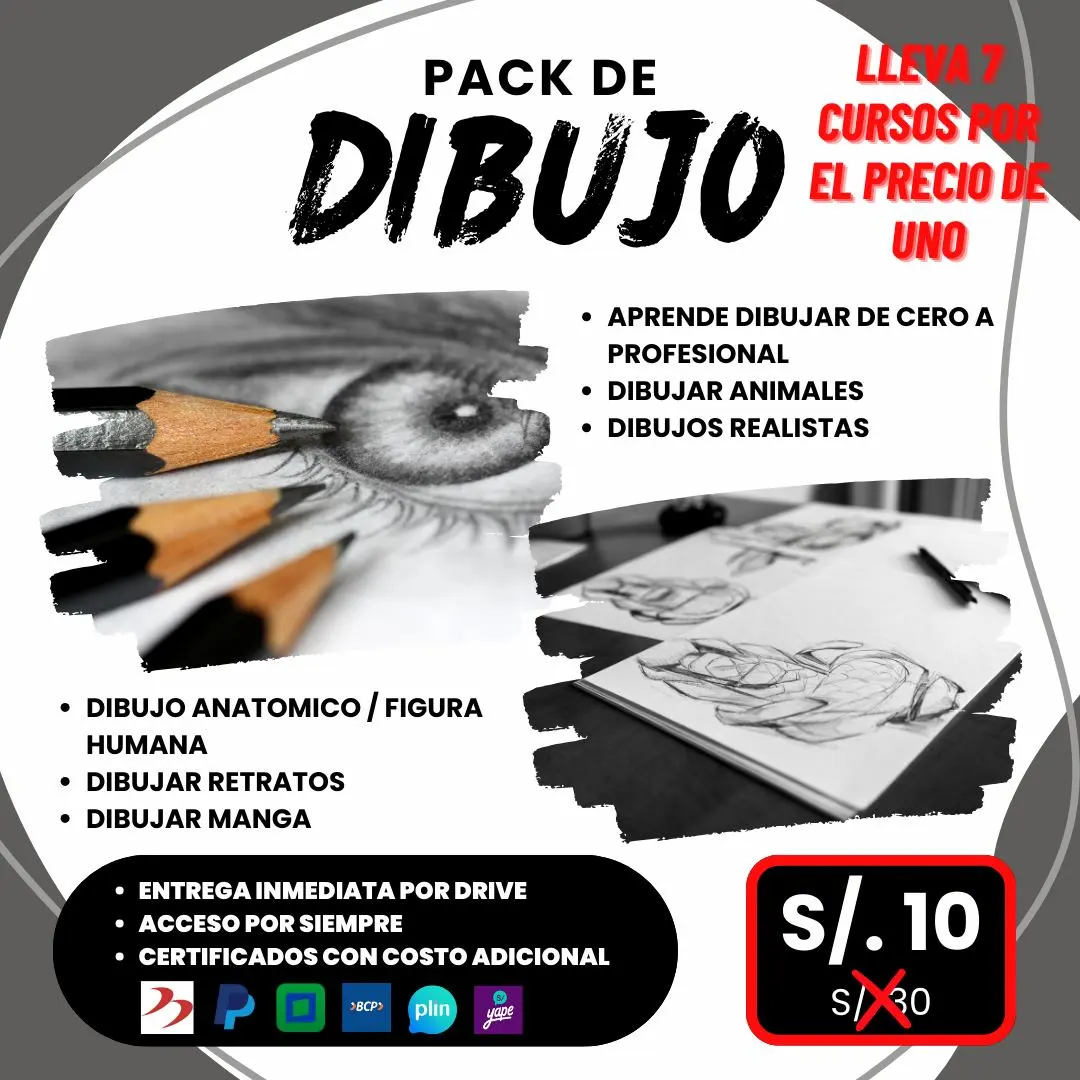 PACK DE
DIBUJO
LLEVA 7
CURSOS POR
EL PRECIO DE
UNO
• APRENDE DIBUJAR DE CERO A
PROFESIONAL
• DIBUJAR ANIMALES
• DIBUJOS REALISTAS
• DIBUJO ANATOMICO / FIGURA
HUMANA
• DIBUJAR RETRATOS
• DIBUJAR MANGA
• ENTREGA INMEDIATA POR DRIVE
• ACCESO POR SIEMPRE
• CERTIFICADOS CON COSTO ADICIONAL
›BCP› plin S/ yape
S/. 10
S/ 30